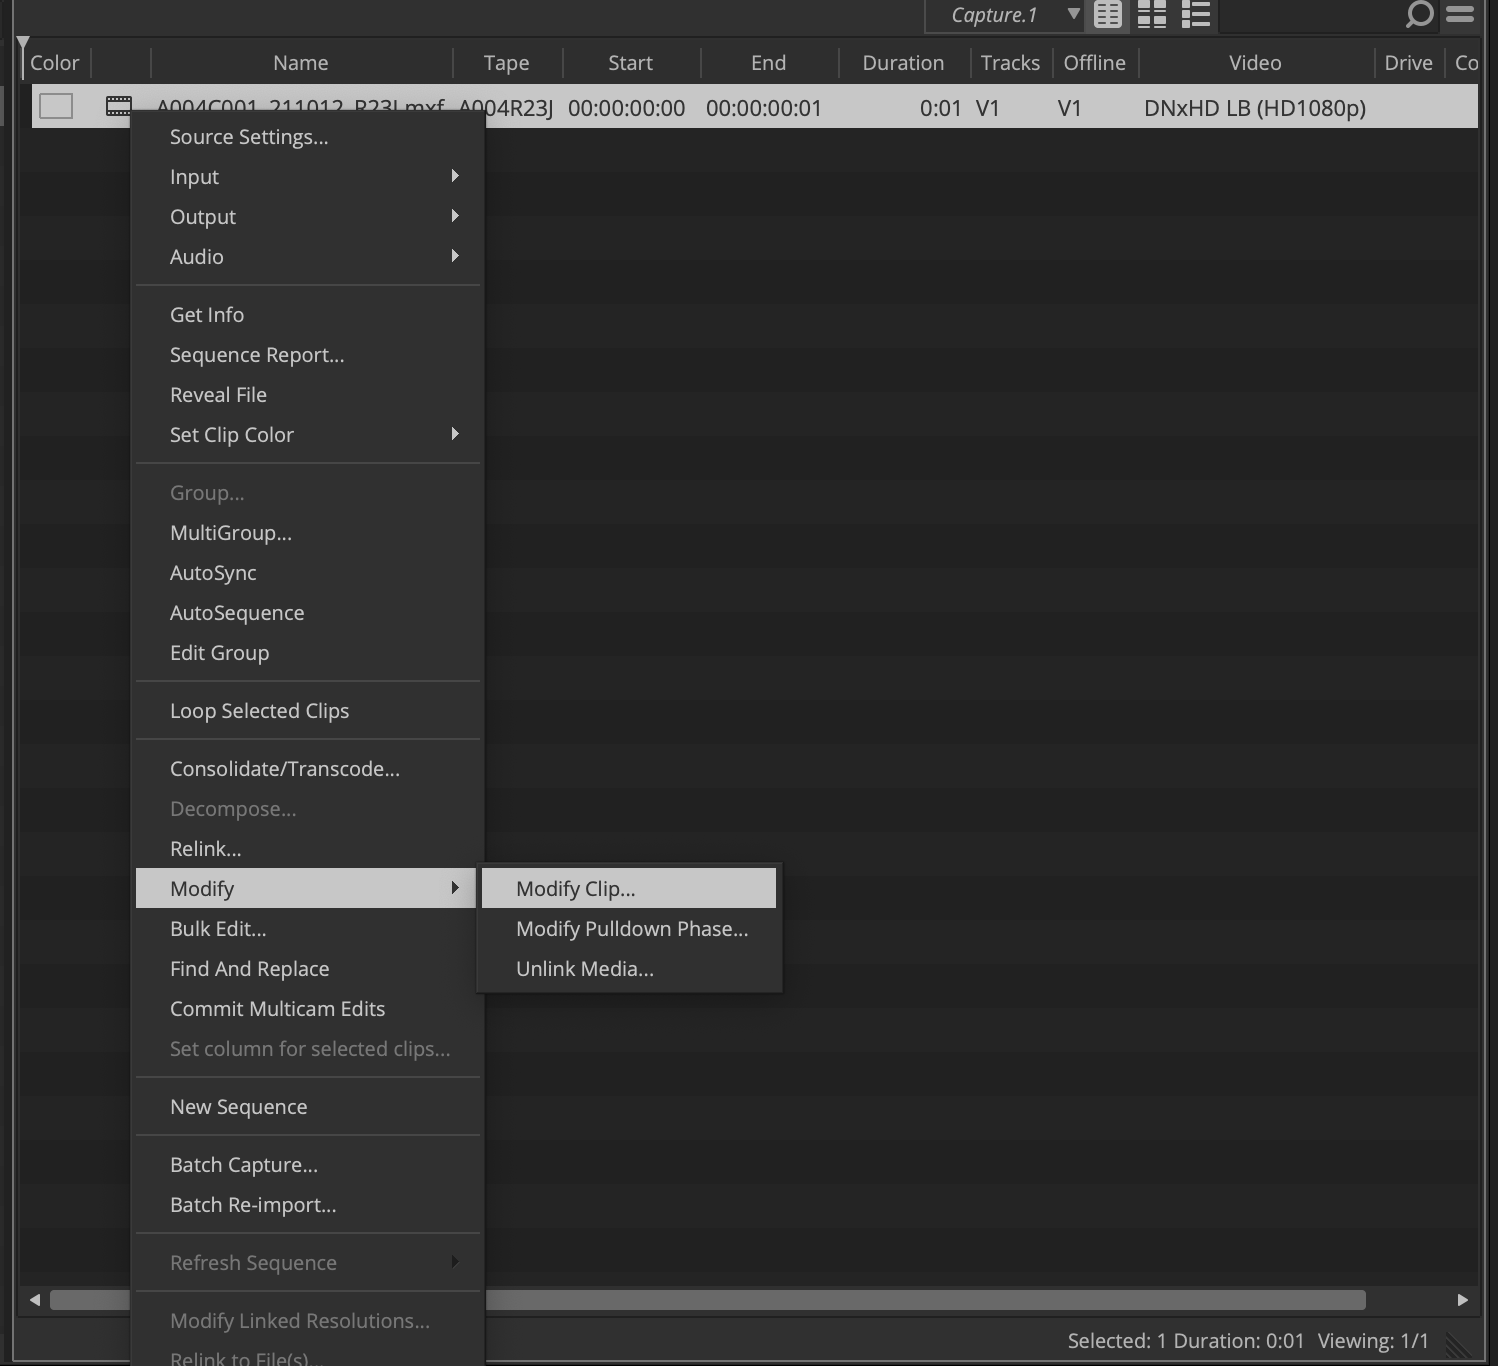 Capture.1
Color Name Tape Start End Duration Tracks Offline Video Drive Co
A004C001_211012_R23J.mxf A004R23J 00:00:00:00 00:00:00:01 0:01 V1 V1 DNxHD LB (HD1080p)
Source Settings...
Input
Output
Audio
Get Info
Sequence Report...
Reveal File
Set Clip Color
Group...
MultiGroup...
AutoSync
AutoSequence
Edit Group
Loop Selected Clips
Consolidate/Transcode...
Decompose...
Relink...
Modify
Modify Clip...
Bulk Edit...
Modify Pulldown Phase...
Find And Replace
Unlink Media...
Commit Multicam Edits
Set column for selected clips...
New Sequence
Batch Capture...
Batch Re-import...
Refresh Sequence
Modify Linked Resolutions...
Selected: 1 Duration: 0:01 Viewing: 1/1
Relink to File(s)...